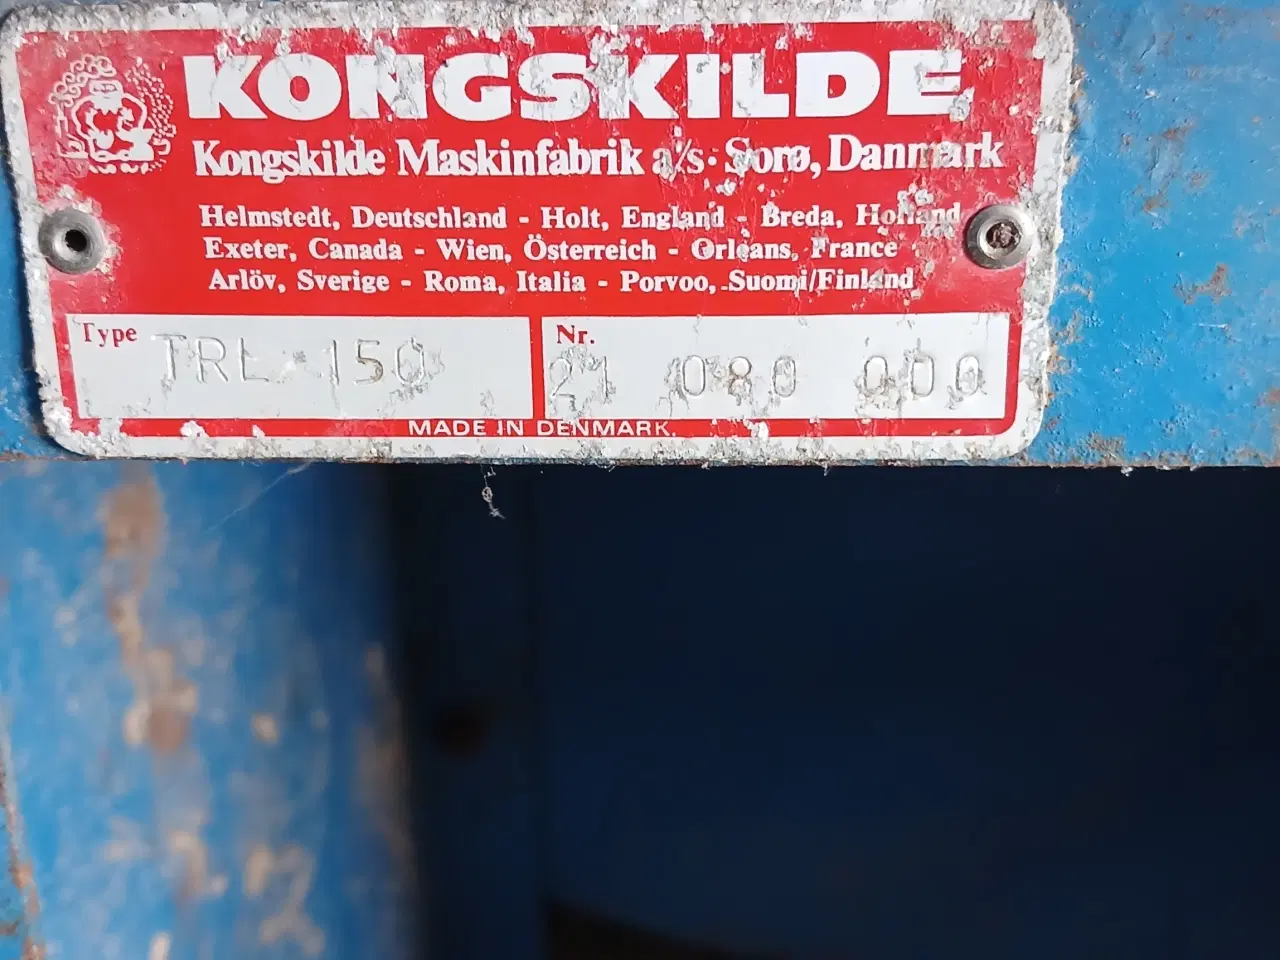 KONGSKILDE
Kongskilde Maskinfabrik a/s · Sorø, Danmark
Helmstedt, Deutschland - Holt, England - Breda, Holland
Exeter, Canada - Wien, Österreich - Orleans, France
Arlöv, Sverige - Roma, Italia - Porvoo, Suomi/Finland
Type TRL 150
Nr. 21 080 000
MADE IN DENMARK.